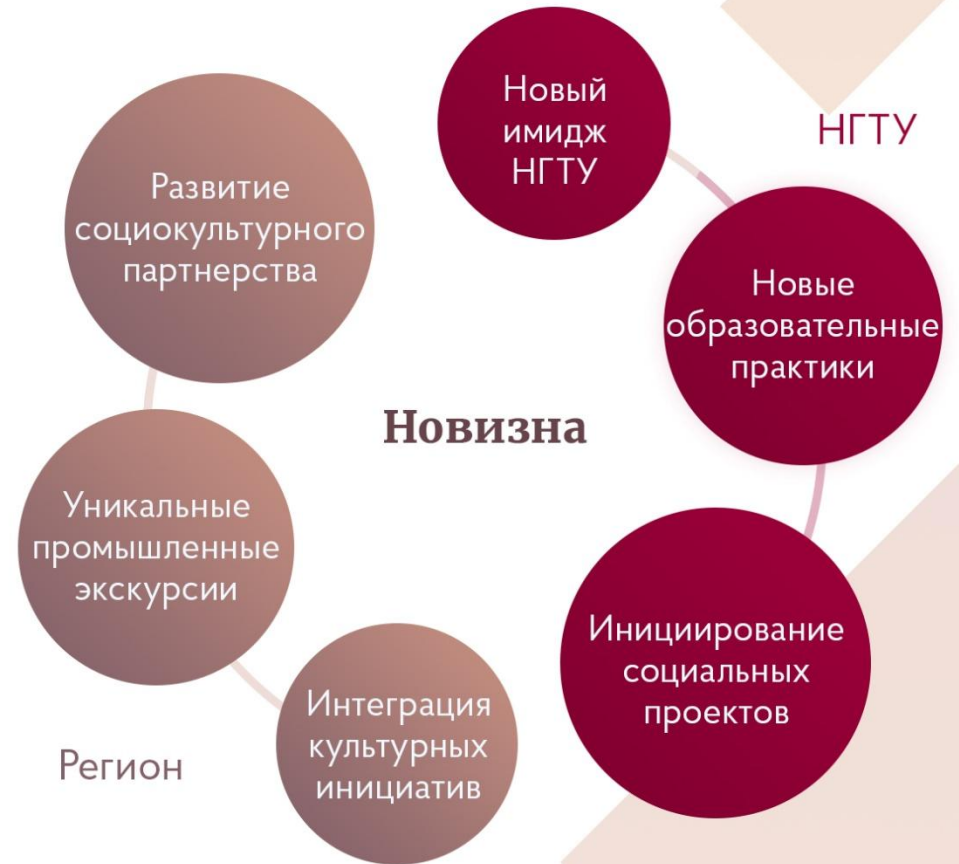 Новый
имидж
НГТУ
НГТУ
Развитие
социокультурного
партнерства
Новые
образовательные
практики
Новизна
Уникальные
промышленные
экскурсии
Инициирование
социальных
проектов
Интеграция
культурных
инициатив
Регион